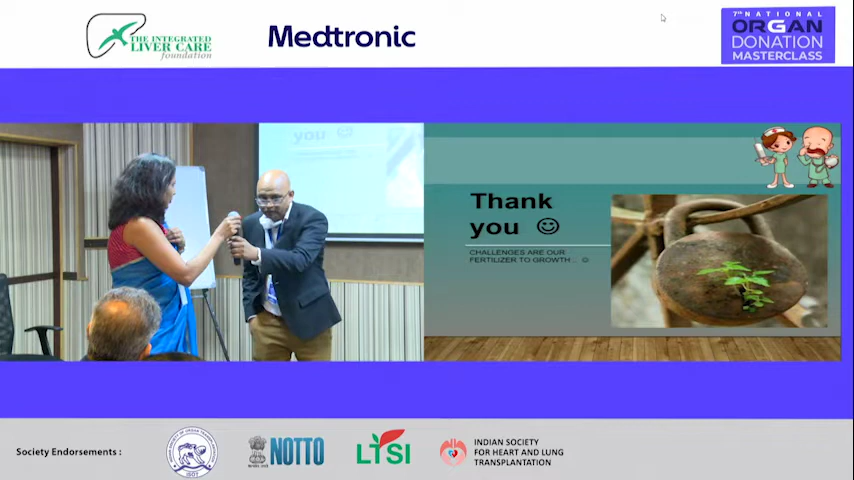 THE INTEGRATED
LIVER CARE
foundation
Medtronic
7TH NATIONAL
ORGAN
DONATION
MASTERCLASS
you ☺
Thank
you ☺
CHALLENGES ARE OUR
FERTILIZER TO GROWTH.. ☺
Society Endorsements :
NOTTO
LTSI
INDIAN SOCIETY
FOR HEART AND LUNG
TRANSPLANTATION